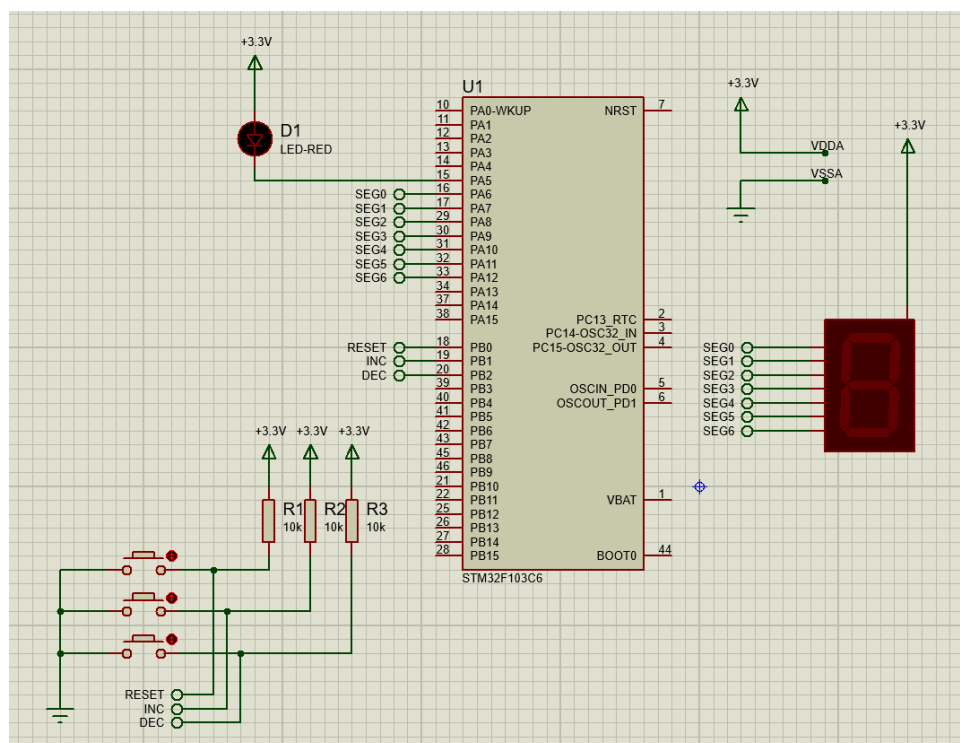 +3.3V
D1
LED-RED
U1
10 PA0-WKUP
11 PA1
12 PA2
13 PA3
14 PA4
15 PA5
SEG0 16 PA6
SEG1 17 PA7
SEG2 29 PA8
SEG3 30 PA9
SEG4 31 PA10
SEG5 32 PA11
SEG6 33 PA12
34 PA13
37 PA14
38 PA15
RESET 18 PB0
INC 19 PB1
DEC 20 PB2
39 PB3
40 PB4
41 PB5
42 PB6
43 PB7
45 PB8
46 PB9
21 PB10
22 PB11
25 PB12
26 PB13
27 PB14
28 PB15
NRST 7
PC13_RTC 2
PC14-OSC32_IN 3
PC15-OSC32_OUT 4
OSCIN_PD0 5
OSCOUT_PD1 6
VBAT 1
BOOT0 44
STM32F103C6
+3.3V
VDDA
VSSA
+3.3V
SEG0
SEG1
SEG2
SEG3
SEG4
SEG5
SEG6
+3.3V +3.3V +3.3V
R1 R2 R3
10k 10k 10k
RESET
INC
DEC